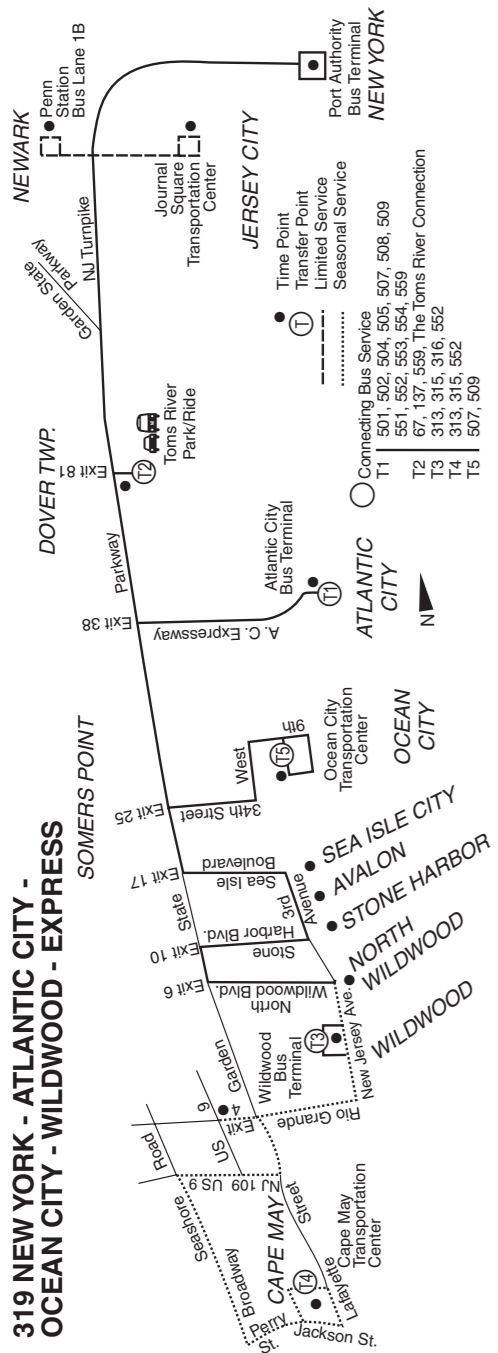 319 NEW YORK - ATLANTIC CITY -
OCEAN CITY - WILDWOOD - EXPRESS
NEWARK
Penn
Station
Bus Lane 1B
NJ Turnpike
Garden State
Parkway
Journal
Square
Transportation
Center
JERSEY CITY
Port Authority
Bus Terminal
NEW YORK
DOVER TWP.
Exit 81
T2
Toms River
Park/Ride
Parkway
Exit 38
A. C. Expressway
Atlantic City
Bus Terminal
T1
ATLANTIC
CITY
N
SOMERS POINT
Exit 25
34th Street
West
9th
T5
Ocean City
Transportation
Center
OCEAN
CITY
Exit 17
Sea Isle
Boulevard
State
Exit 10
Stone
Harbor Blvd.
3rd
Avenue
SEA ISLE CITY
AVALON
STONE HARBOR
Exit 6
North
Wildwood Blvd.
NORTH
WILDWOOD
Garden
Wildwood
Bus
Terminal
T3
New Jersey Ave.
WILDWOOD
Rio Grande
Exit
4
US
9
Road
Seashore
US 9
NJ 109
Broadway
CAPE MAY
Street
Lafayette
Perry
St.
Jackson St.
T4
Cape May
Transportation
Center
Time Point
T Transfer Point
Limited Service
Seasonal Service
Connecting Bus Service
T1 501, 502, 504, 505, 507, 508, 509
551, 552, 553, 554, 559
T2 67, 137, 559, The Toms River Connection
T3 313, 315, 316, 552
T4 313, 315, 552
T5 507, 509